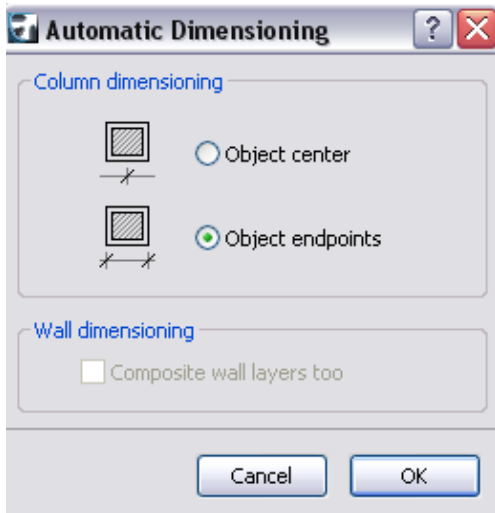 Automatic Dimensioning
Column dimensioning
Object center
Object endpoints
Wall dimensioning
Composite wall layers too
Cancel OK